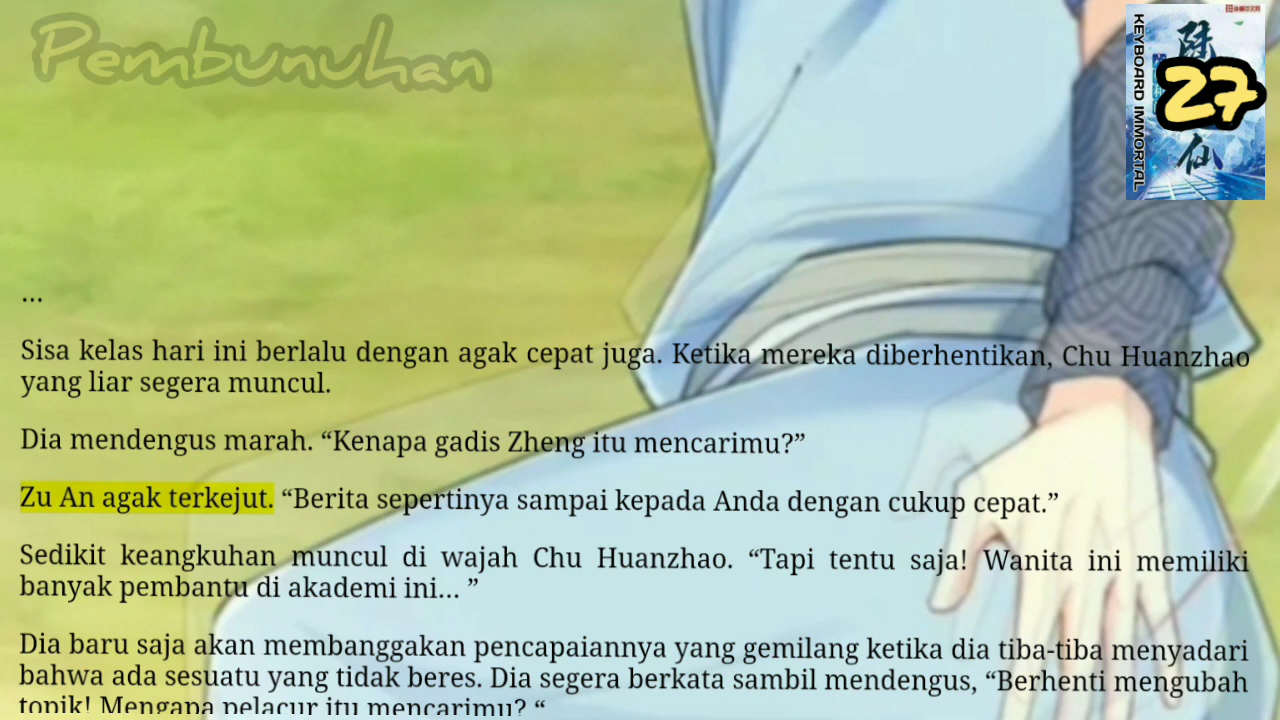 Pembunuhan
KEYBOARD IMMORTAL
27
仙
...
Sisa kelas hari ini berlalu dengan agak cepat juga. Ketika mereka diberhentikan, Chu Huanzhao
yang liar segera muncul.
Dia mendengus marah. “Kenapa gadis Zheng itu mencarimu?”
Zu An agak terkejut. “Berita sepertinya sampai kepada Anda dengan cukup cepat.”
Sedikit keangkuhan muncul di wajah Chu Huanzhao. “Tapi tentu saja! Wanita ini memiliki
banyak pembantu di akademi ini... ”
Dia baru saja akan membanggakan pencapaiannya yang gemilang ketika dia tiba-tiba menyadari
bahwa ada sesuatu yang tidak beres. Dia segera berkata sambil mendengus, “Berhenti mengubah
topik! Mengapa pelacur itu mencarimu? “